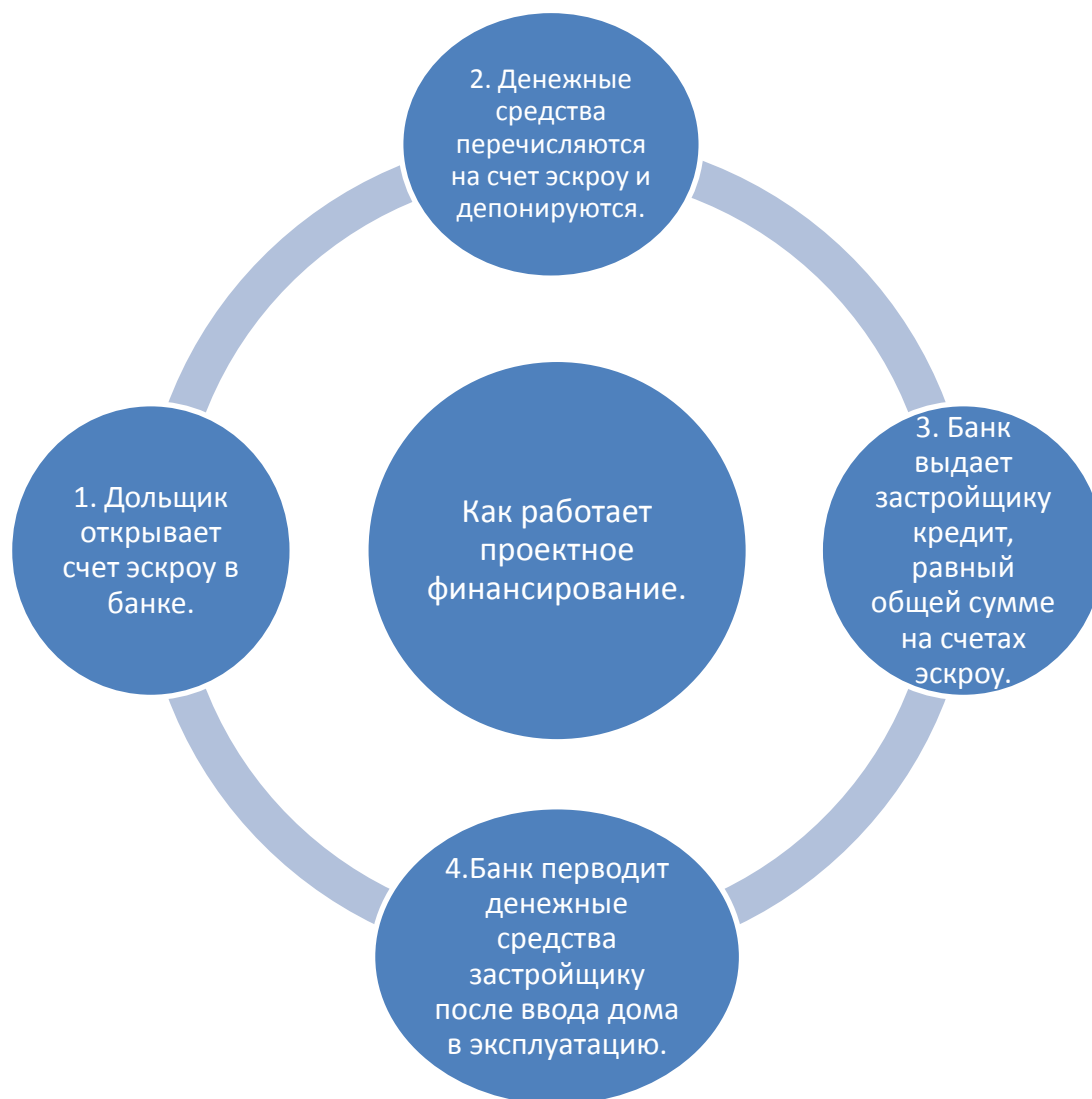 2. Денежные
средства
перечисляются
на счет эскроу и
депонируются.
1. Дольщик
открывает
счет эскроу в
банке.
Как работает
проектное
финансирование.
3. Банк
выдает
застройщику
кредит,
равный
общей сумме
на счетах
эскроу.
4.Банк перводит
денежные
средства
застройщику
после ввода дома
в эксплуатацию.